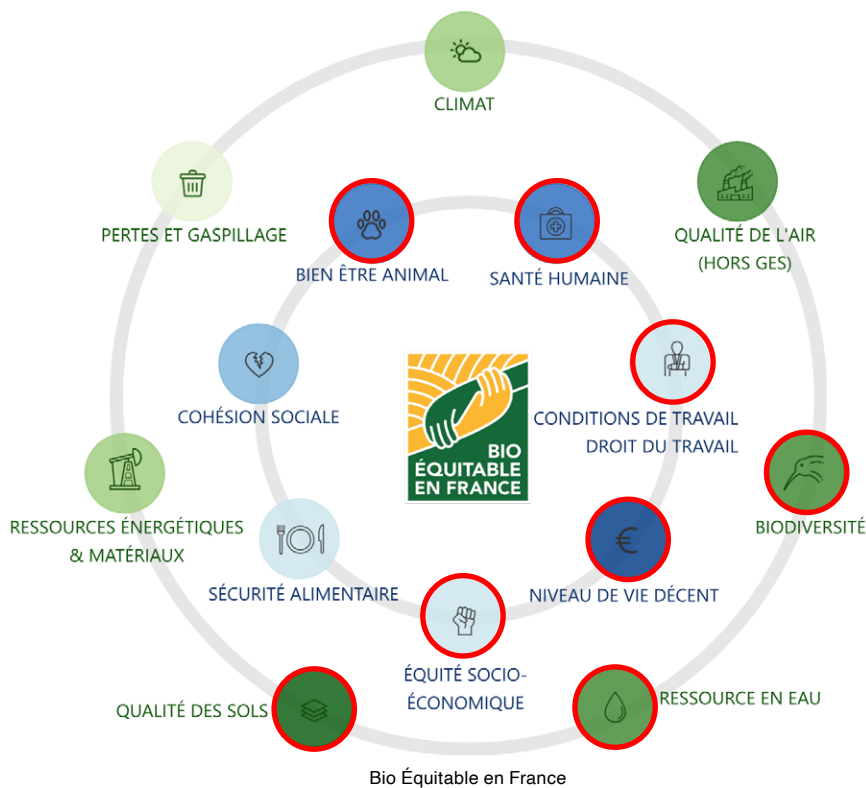 CLIMAT
PERTES ET GASPILLAGE
QUALITÉ DE L'AIR
(HORS GES)
BIEN ÊTRE ANIMAL
SANTÉ HUMAINE
COHÉSION SOCIALE
CONDITIONS DE TRAVAIL
DROIT DU TRAVAIL
BIO
ÉQUITABLE
EN FRANCE
RESSOURCES ÉNERGÉTIQUES
& MATÉRIAUX
BIODIVERSITÉ
SÉCURITÉ ALIMENTAIRE
€
NIVEAU DE VIE DÉCENT
ÉQUITÉ SOCIO-
ÉCONOMIQUE
QUALITÉ DES SOLS
RESSOURCE EN EAU
Bio Équitable en France